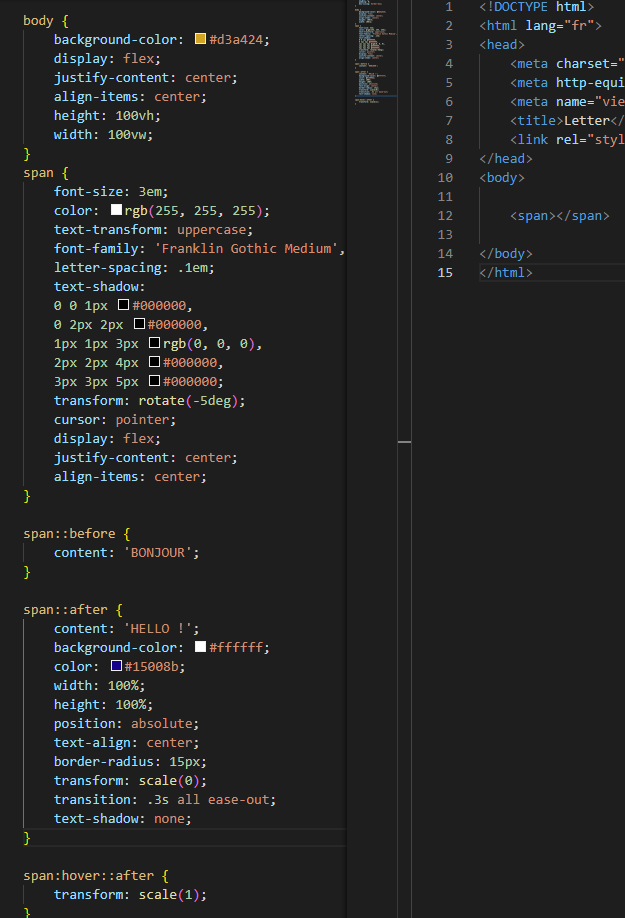 body {
    background-color: #d3a424;
    display: flex;
    justify-content: center;
    align-items: center;
    height: 100vh;
    width: 100vw;
}
span {
    font-size: 3em;
    color: rgb(255, 255, 255);
    text-transform: uppercase;
    font-family: 'Franklin Gothic Medium',
    letter-spacing: .1em;
    text-shadow:
    0 0 1px #000000,
    0 2px 2px #000000,
    1px 1px 3px rgb(0, 0, 0),
    2px 2px 4px #000000,
    3px 3px 5px #000000;
    transform: rotate(-5deg);
    cursor: pointer;
    display: flex;
    justify-content: center;
    align-items: center;
}
span::before {
    content: 'BONJOUR';
}
span::after {
    content: 'HELLO !';
    background-color: #ffffff;
    color: #15008b;
    width: 100%;
    height: 100%;
    position: absolute;
    text-align: center;
    border-radius: 15px;
    transform: scale(0);
    transition: .3s all ease-out;
    text-shadow: none;
}
span:hover::after {
    transform: scale(1);
}
1 <!DOCTYPE html>
2 <html lang="fr">
3 <head>
4     <meta charset="
5     <meta http-equi
6     <meta name="vie
7     <title>Letter</
8     <link rel="styl
9 </head>
10 <body>
11
12     <span></span>
13
14 </body>
15 </html>